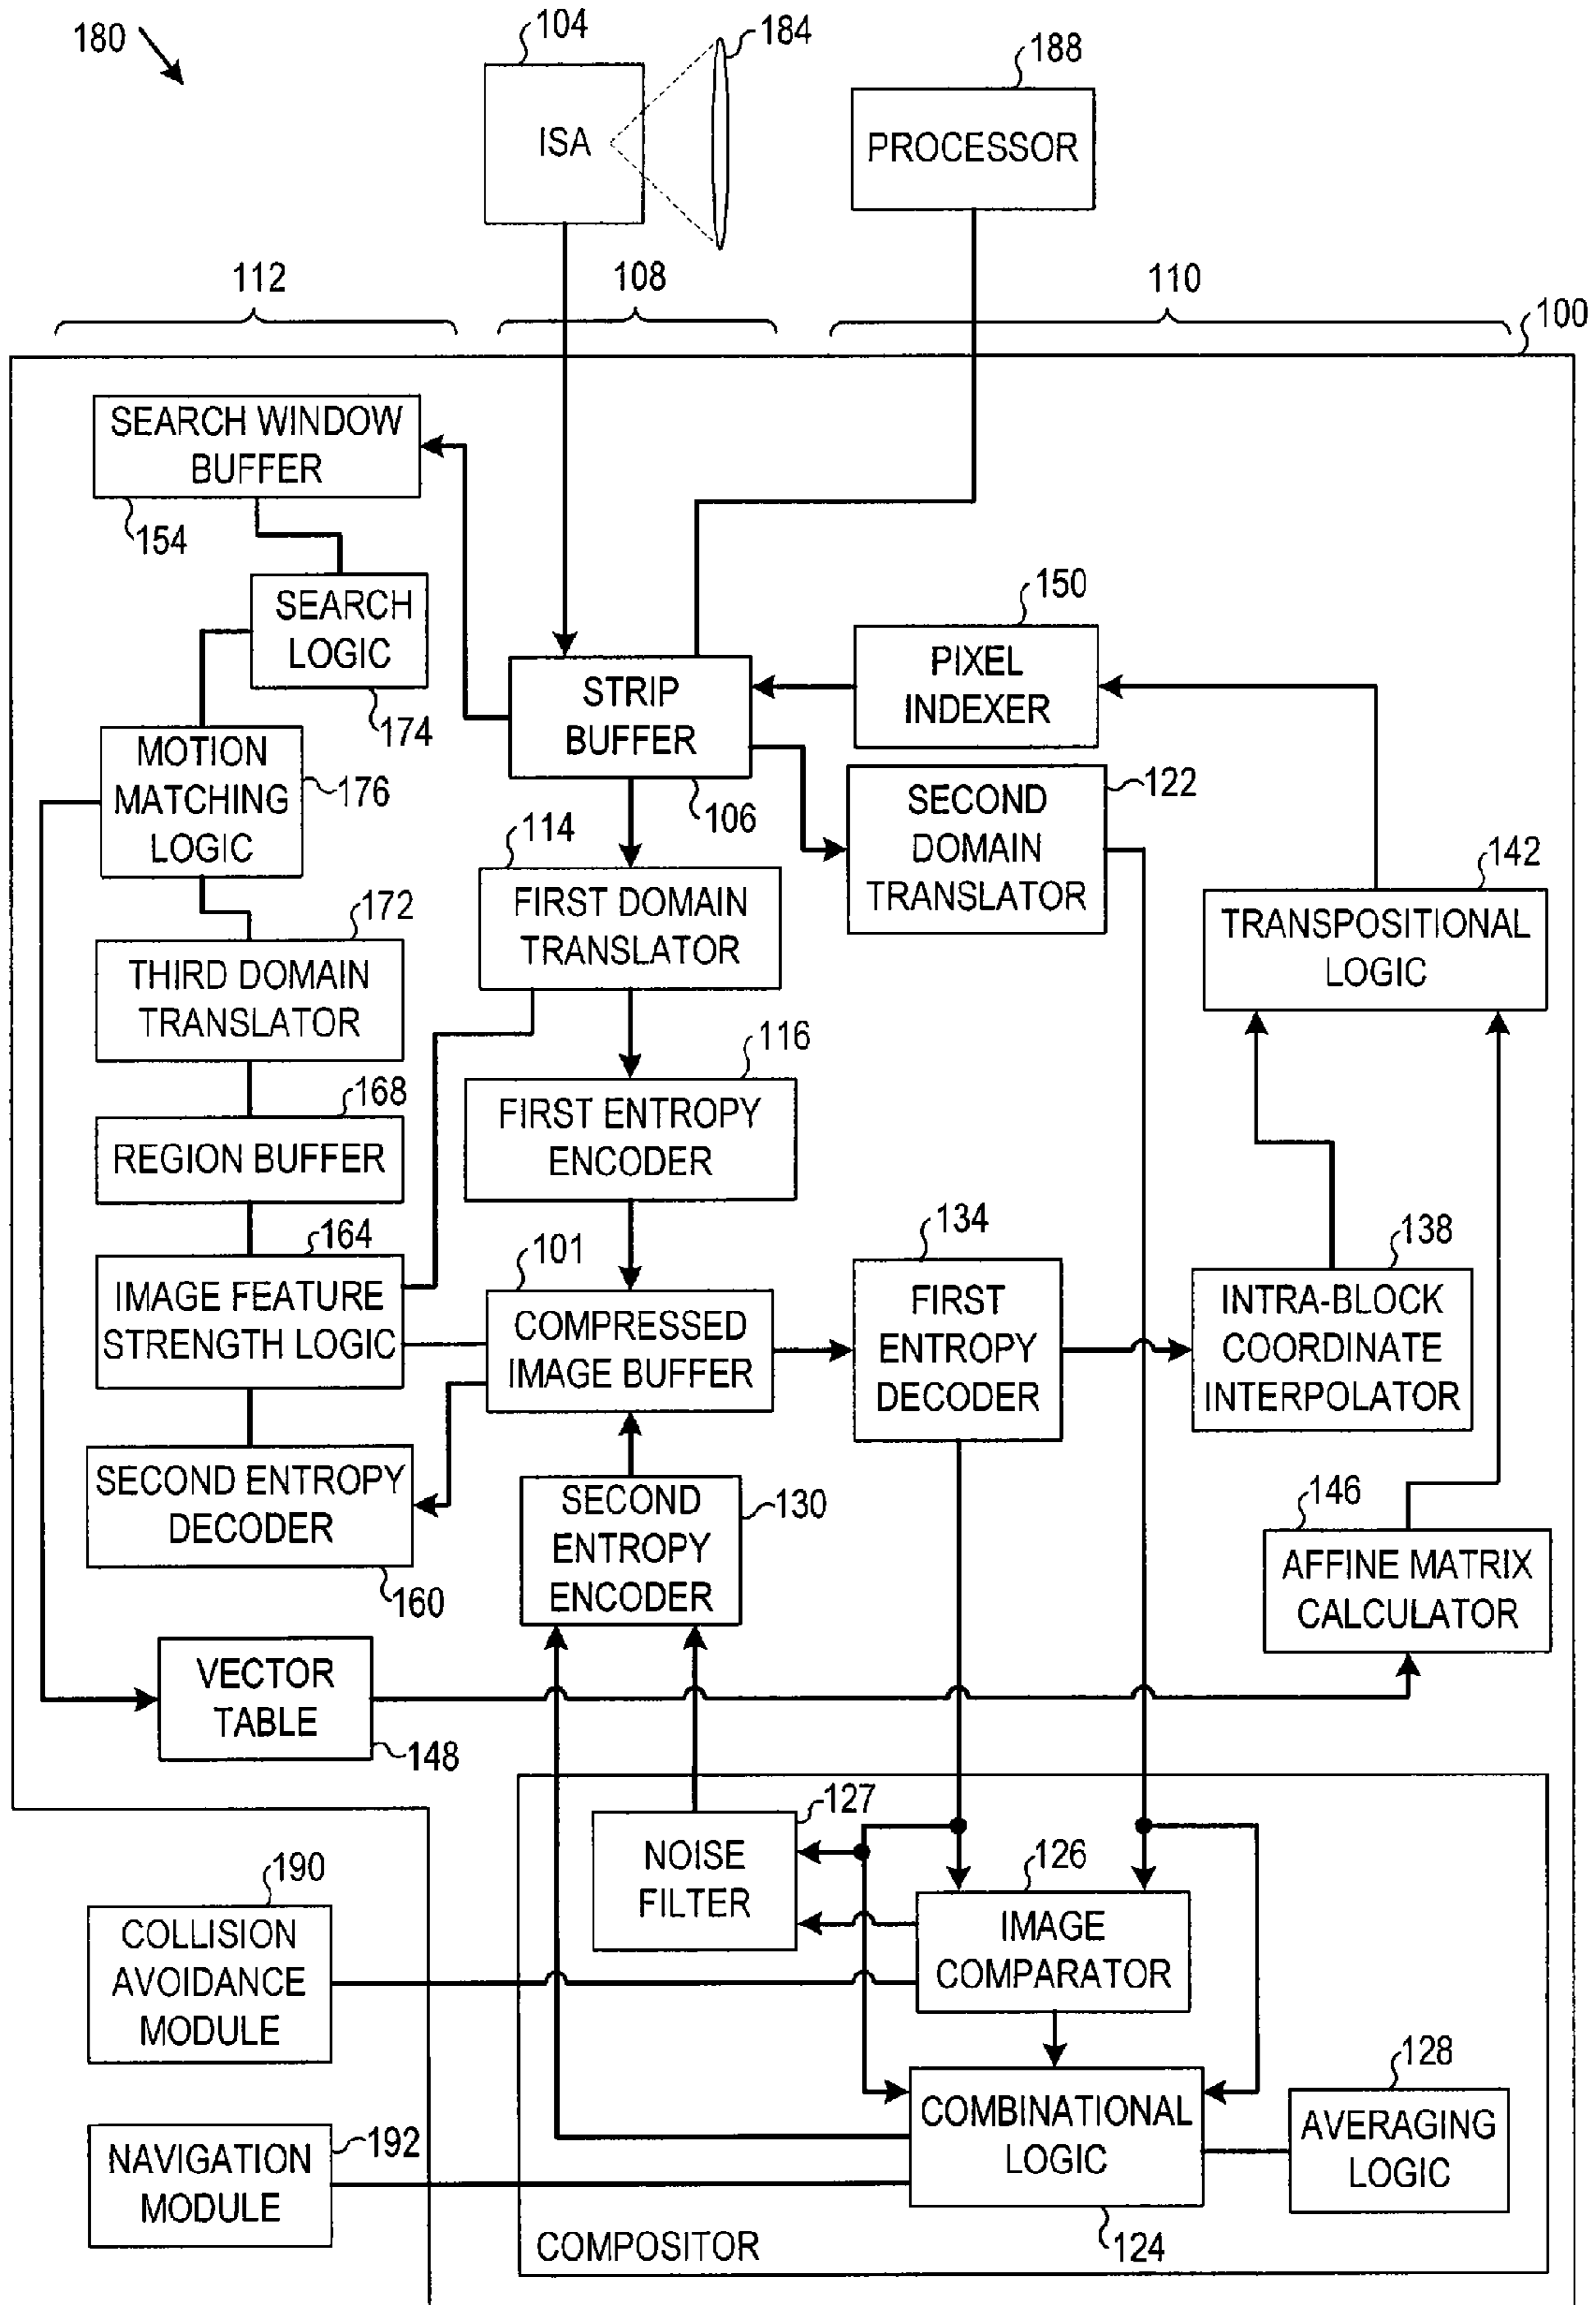 180
104
184
188
ISA
PROCESSOR
112
108
110
100
SEARCH WINDOW
BUFFER
154
SEARCH
LOGIC
174
150
PIXEL
INDEXER
STRIP
BUFFER
106
MOTION
MATCHING
LOGIC
176
122
SECOND
DOMAIN
TRANSLATOR
114
FIRST DOMAIN
TRANSLATOR
142
TRANSPOSITIONAL
LOGIC
172
THIRD DOMAIN
TRANSLATOR
116
FIRST ENTROPY
ENCODER
168
REGION BUFFER
164
IMAGE FEATURE
STRENGTH LOGIC
101
COMPRESSED
IMAGE BUFFER
134
FIRST
ENTROPY
DECODER
138
INTRA-BLOCK
COORDINATE
INTERPOLATOR
SECOND ENTROPY
DECODER
160
SECOND
ENTROPY
ENCODER
130
146
AFFINE MATRIX
CALCULATOR
VECTOR
TABLE
148
127
NOISE
FILTER
126
IMAGE
COMPARATOR
190
COLLISION
AVOIDANCE
MODULE
128
AVERAGING
LOGIC
COMBINATIONAL
LOGIC
124
192
NAVIGATION
MODULE
COMPOSITOR